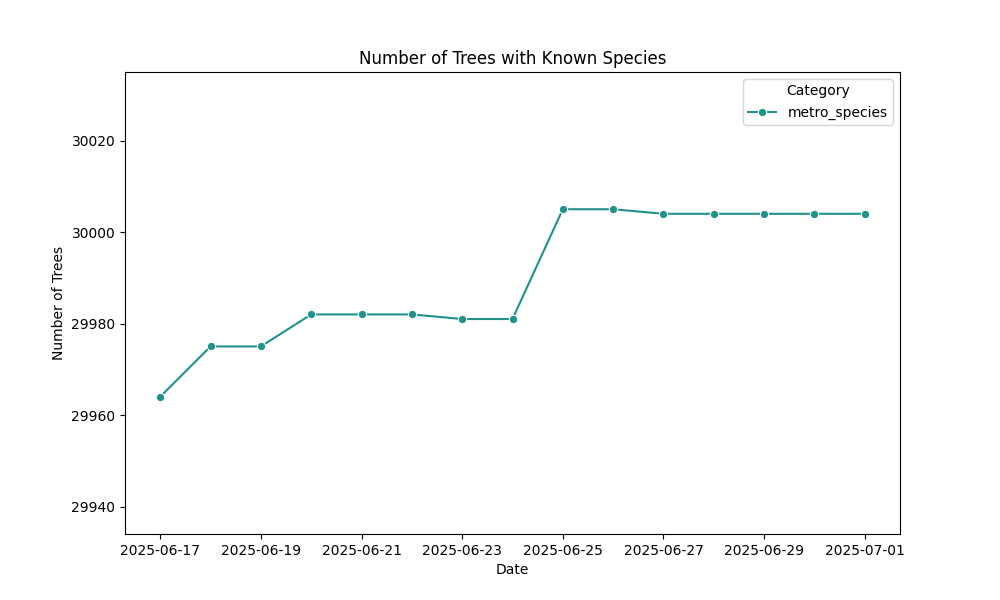 Number of Trees with Known Species
Category
metro_species
30020
30000
29980
29960
29940
Number of Trees
2025-06-17 2025-06-19 2025-06-21 2025-06-23 2025-06-25 2025-06-27 2025-06-29 2025-07-01
Date